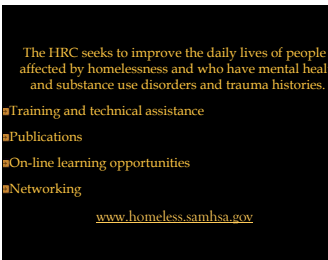 The HRC seeks to improve the daily lives of people
affected by homelessness and who have mental heal
and substance use disorders and trauma histories.
Training and technical assistance
Publications
On-line learning opportunities
Networking
www.homeless.samhsa.gov